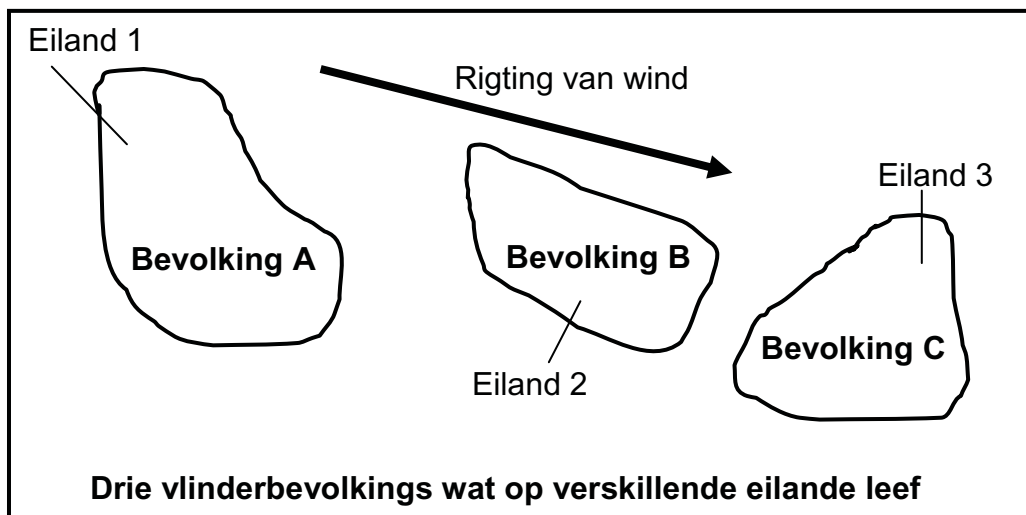 Eiland 1
Rigting van wind
Eiland 3
Bevolking A
Bevolking B
Bevolking C
Eiland 2
Drie vlinderbevolkings wat op verskillende eilande leef